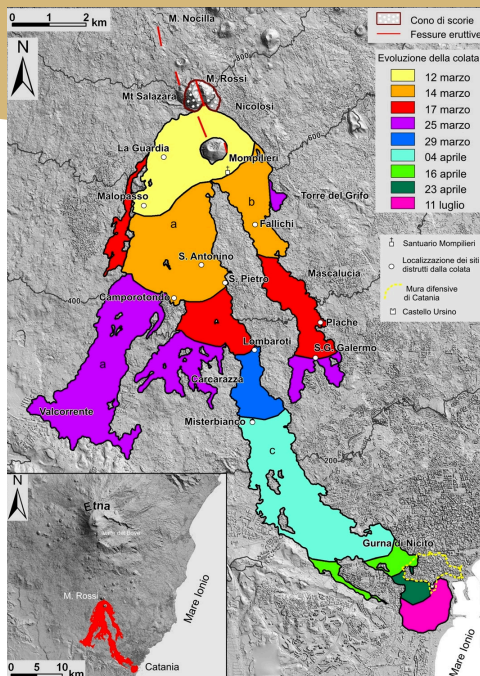 0 1 2
km
N
M. Nocilla
Cono di scorie
Fessure eruttive
Evoluzione della colata
12 marzo
14 marzo
17 marzo
25 marzo
29 marzo
04 aprile
16 aprile
23 aprile
11 luglio
Santuario Mompilieri
Localizzazione dei siti
distrutti dalla colata
Mura difensive
di Catania
Castello Ursino
M. Rossi
Mt Salazara
Nicolosi
800
600
La Guardia
Mompilieri
Malopasso
Torre del Grifo
b
Fallichi
a
S. Antonino
S. Pietro
Mascalucia
400
Camporotondo
Plache
Lombaroti
S.G. Galermo
a
Carcarazza
Valcorrente
Misterbianco
200
c
Gurna di Nicito
Mare Ionio
N
Etna
M. Rossi
Mare Ionio
Catania
0 5 10
km